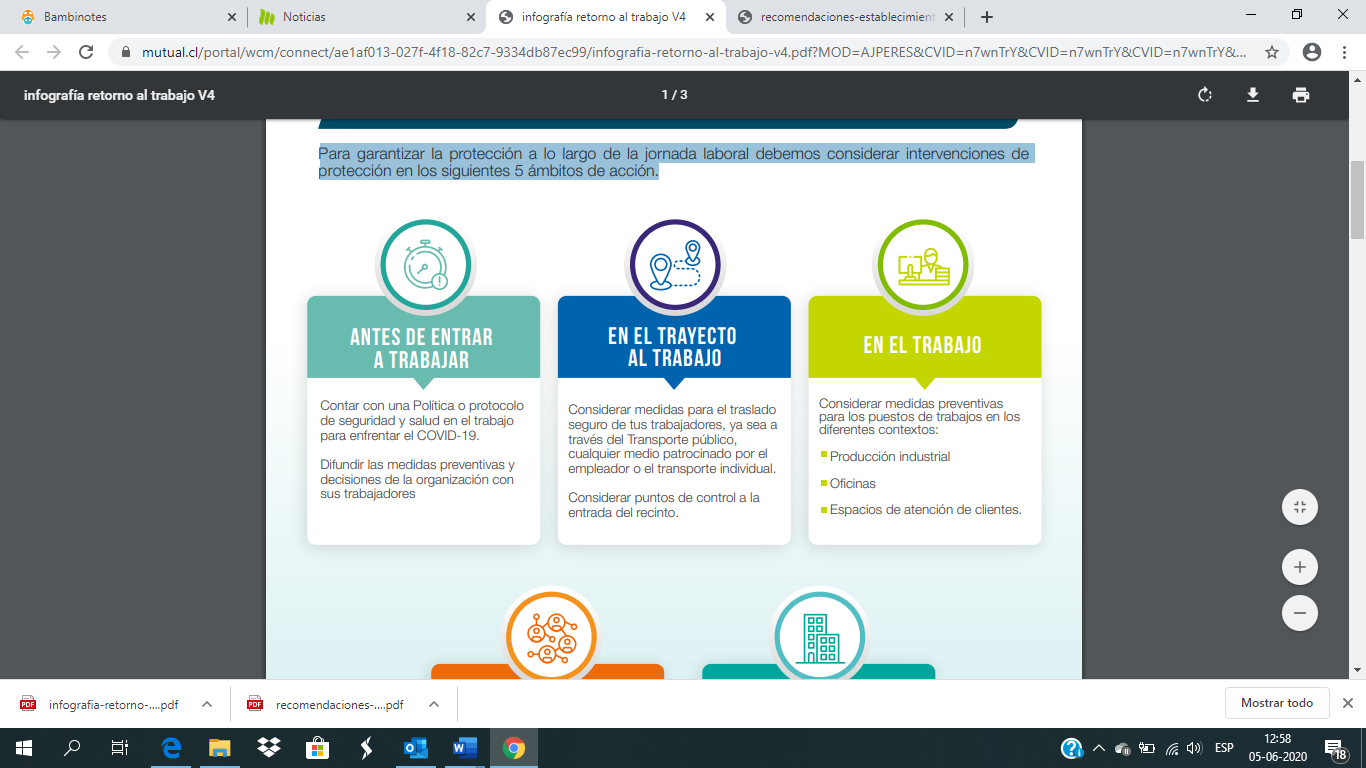 Bambinotes
Noticias
infografía retorno al trabajo V4
recomendaciones-establecimient
mutual.cl/portal/wcm/connect/ae1af013-027f-4f18-82c7-9334db87ec99/infografia-retorno-al-trabajo-v4.pdf?MOD=AJPERES&CVID=n7wnTrY&CVID=n7wnTrY&CVID=n7wnTrY&...
infografía retorno al trabajo V4
1 / 3
Para garantizar la protección a lo largo de la jornada laboral debemos considerar intervenciones de
protección en los siguientes 5 ámbitos de acción.
ANTES DE ENTRAR
A TRABAJAR
Contar con una Política o protocolo
de seguridad y salud en el trabajo
para enfrentar el COVID-19.
Difundir las medidas preventivas y
decisiones de la organización con
sus trabajadores
EN EL TRAYECTO
AL TRABAJO
Considerar medidas para el traslado
seguro de tus trabajadores, ya sea a
través del Transporte público,
cualquier medio patrocinado por el
empleador o el transporte individual.
Considerar puntos de control a la
entrada del recinto.
EN EL TRABAJO
Considerar medidas preventivas
para los puestos de trabajos en los
diferentes contextos:
Producción industrial
Oficinas
Espacios de atención de clientes.
PDF
infografia-retorno-....pdf
PDF
recomendaciones-....pdf
Mostrar todo
ESP
12:58
05-06-2020
18